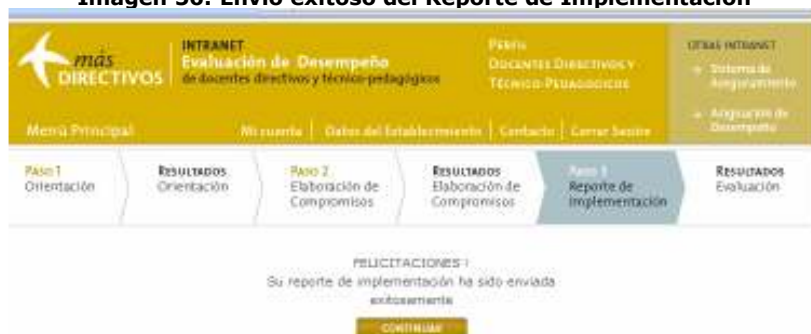 Imagen 50: Envío exitoso del Reporte de Implementación
más
DIRECTIVOS
INTRANET
Evaluación de Desempeño
de docentes directivos y técnico-pedagógicos
PERFIL
DOCENTES DIRECTIVOS Y
TÉCNICO-PEDAGÓGICOS
OTRAS INTRANET
Sistema de
Aseguramiento
Asignación de
Desempeño
Menú Principal
Mi cuenta | Datos del Establecimiento | Contacto | Cerrar Sesión
PASO 1
Orientación
RESULTADOS
Orientación
PASO 2
Elaboración de
Compromisos
RESULTADOS
Elaboración de
Compromisos
PASO 3
Reporte de
Implementación
RESULTADOS
Evaluación
FELICITACIONES !
Su reporte de implementación ha sido enviada
exitosamente
CONTINUAR